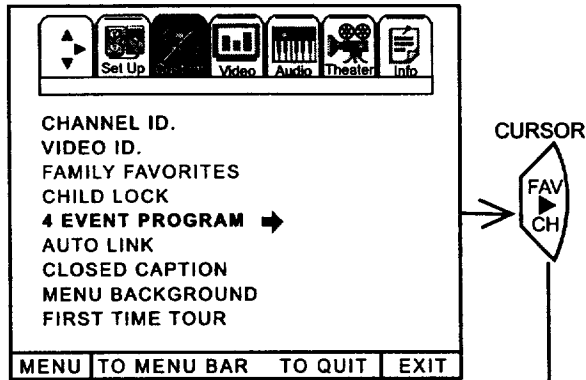 Set Up
Video
Audio
Theater
Info
CHANNEL ID.
VIDEO ID.
FAMILY FAVORITES
CHILD LOCK
4 EVENT PROGRAM
AUTO LINK
CLOSED CAPTION
MENU BACKGROUND
FIRST TIME TOUR
MENU TO MENU BAR TO QUIT EXIT
CURSOR
FAV
CH